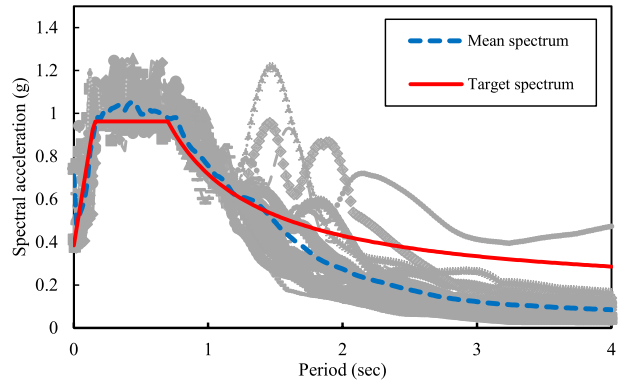 1.4
1.2
1
0.8
0.6
0.4
0.2
0
Spectral acceleration (g)
Mean spectrum
Target spectrum
0 1 2 3 4
Period (sec)